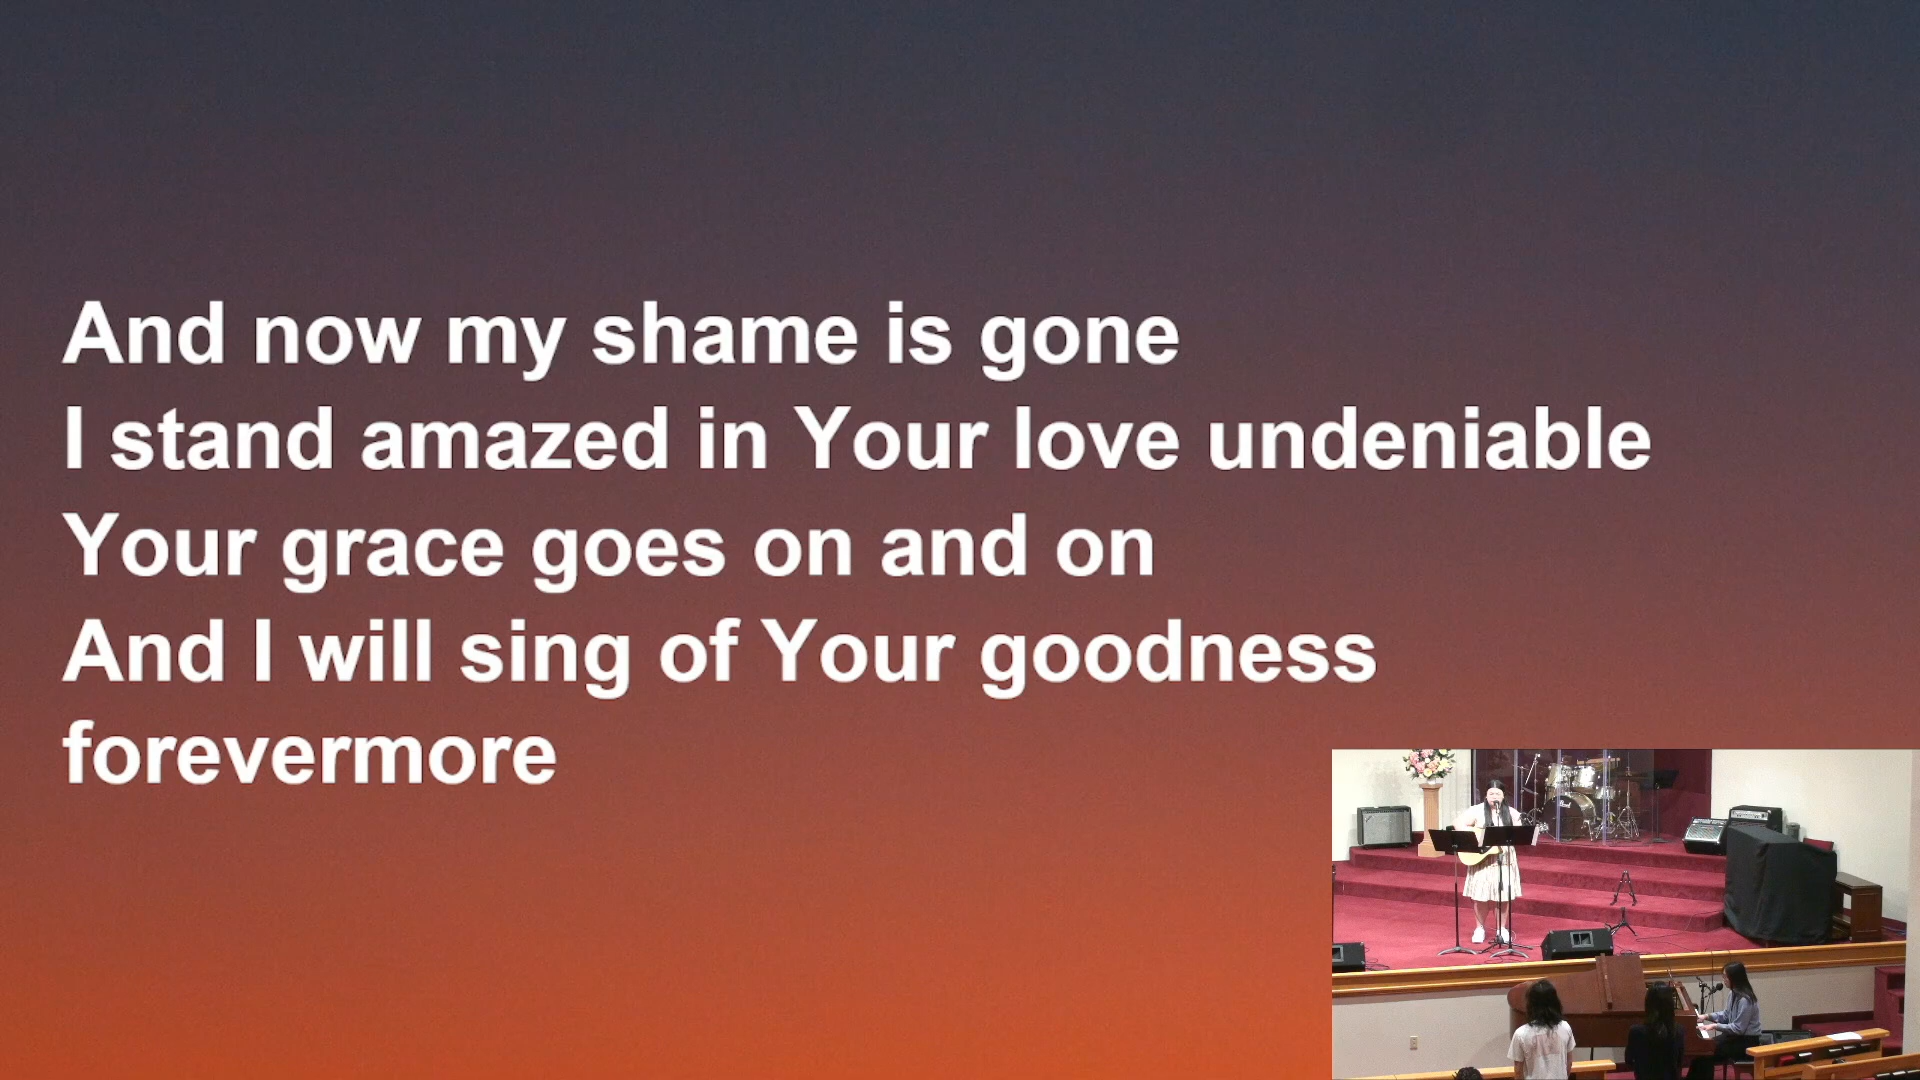 And now my shame is gone
I stand amazed in Your love undeniable
Your grace goes on and on
And I will sing of Your goodness
forevermore